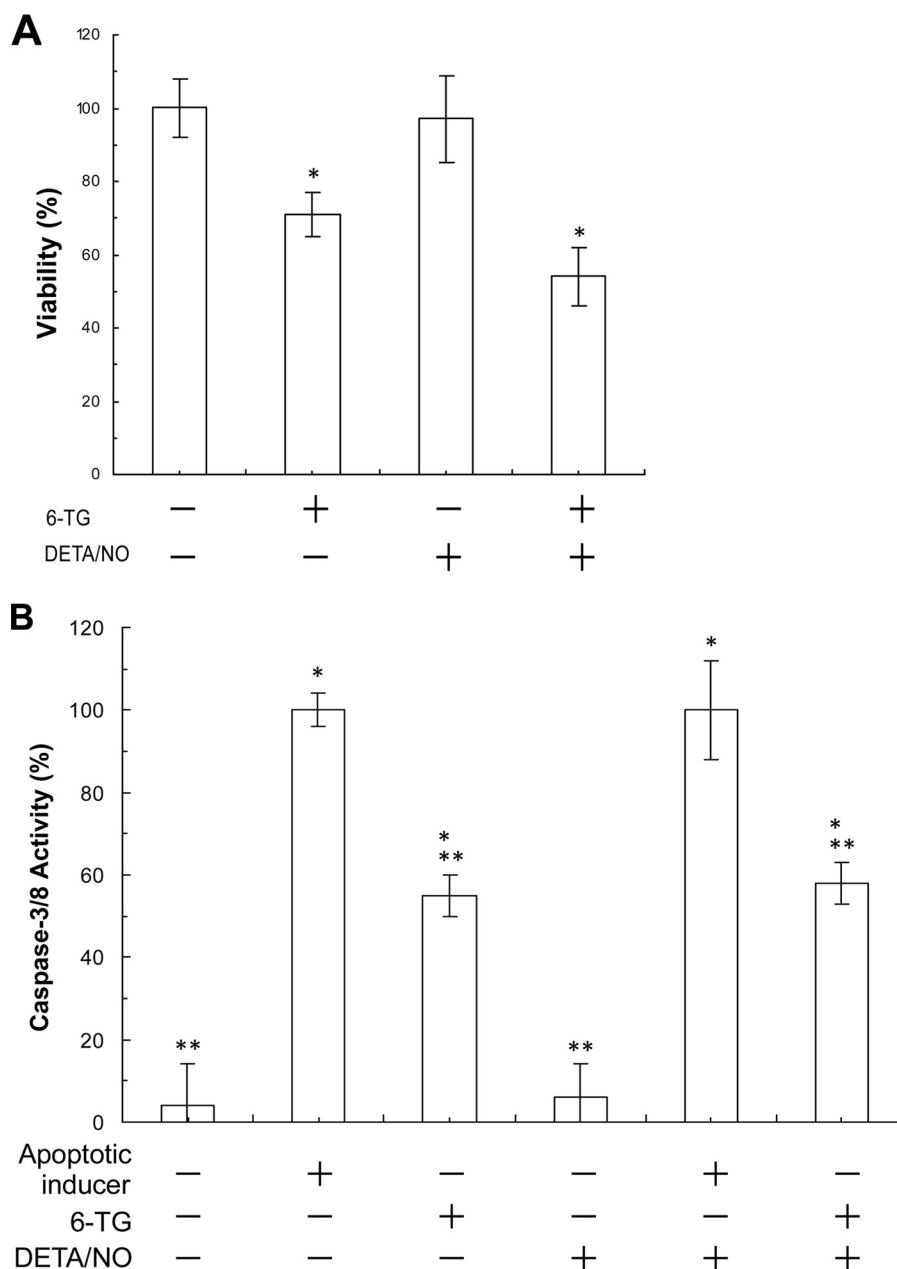 A
120
100
80
60
40
20
0
Viability (%)
*
*
6-TG − + − +
DETA/NO − − + +
B
120
100
80
60
40
20
0
Caspase-3/8 Activity (%)
**
*
*
**
**
*
*
**
Apoptotic
inducer − + − − + −
6-TG − − + − − +
DETA/NO − − − + + +